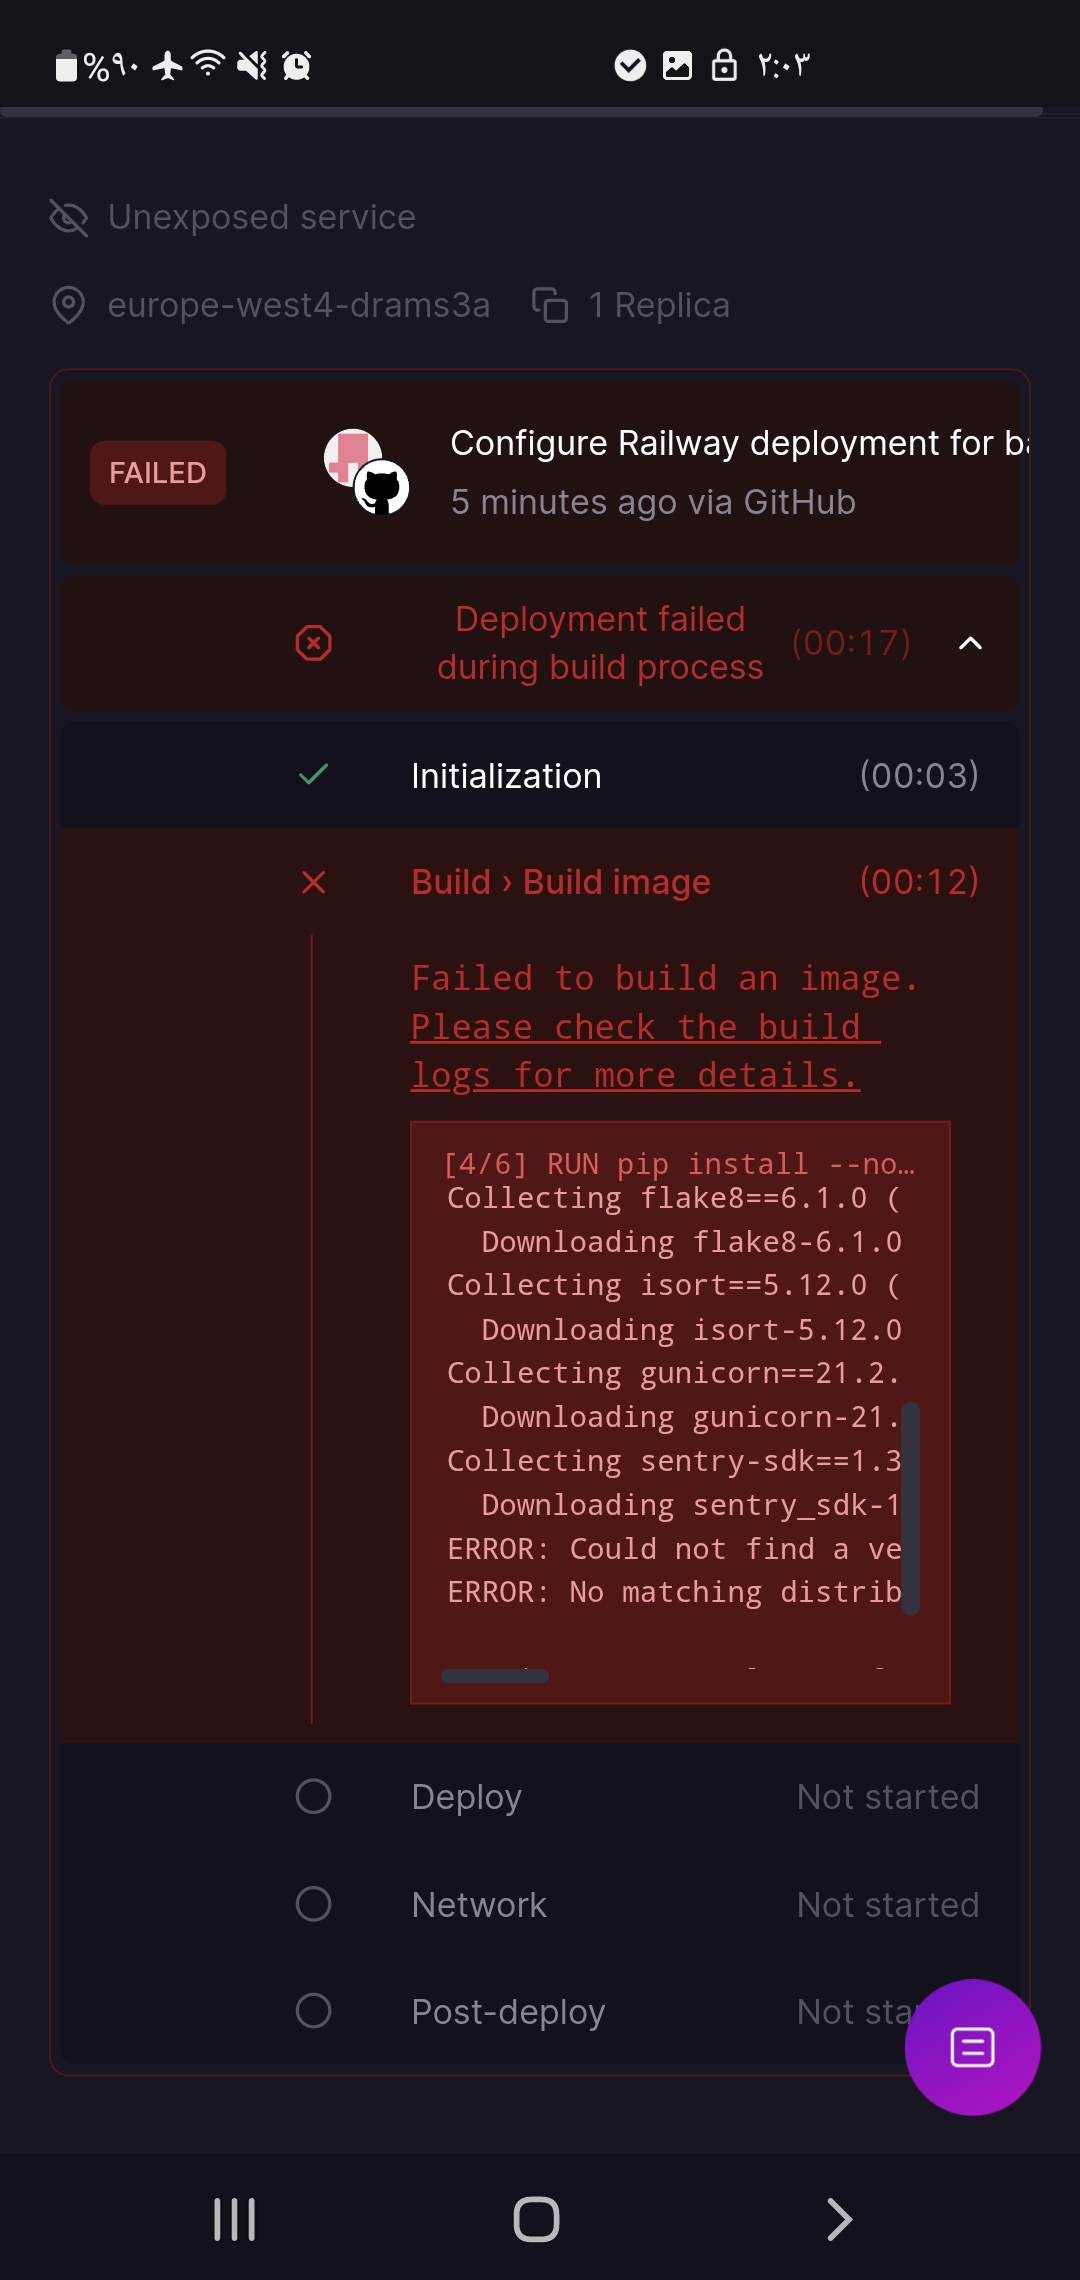 %٩٠
٢:٠٣
Unexposed service
europe-west4-drams3a
1 Replica
FAILED
Configure Railway deployment for ba
5 minutes ago via GitHub
Deployment failed
during build process
(00:17)
Initialization
(00:03)
Build › Build image
(00:12)
Failed to build an image.
Please check the build
logs for more details.
[4/6] RUN pip install --no…
Collecting flake8==6.1.0 (
Downloading flake8-6.1.0
Collecting isort==5.12.0 (
Downloading isort-5.12.0
Collecting gunicorn==21.2.
Downloading gunicorn-21.
Collecting sentry-sdk==1.3
Downloading sentry_sdk-1
ERROR: Could not find a ve
ERROR: No matching distrib
Deploy
Not started
Network
Not started
Post-deploy
Not sta